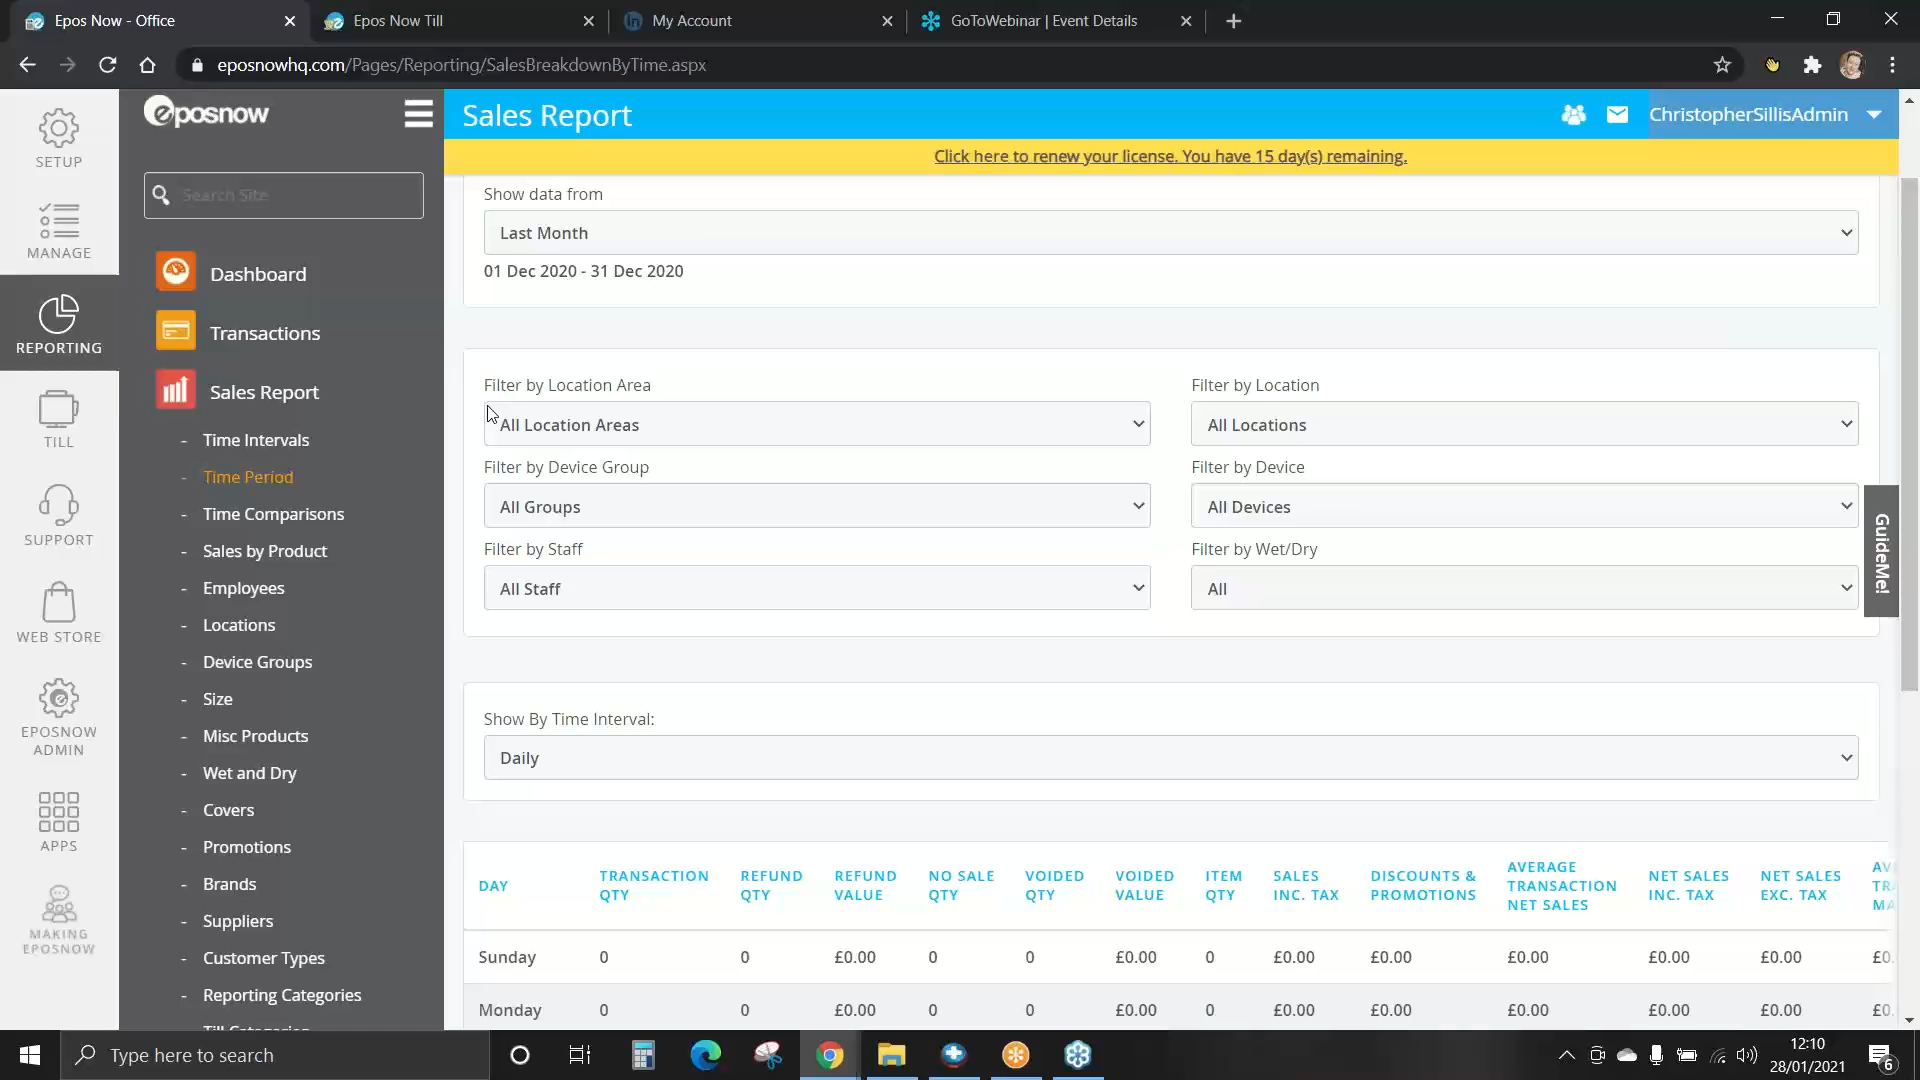 Epos Now - Office
Epos Now Till
My Account
GoToWebinar | Event Details
eposnowhq.com/Pages/Reporting/SalesBreakdownByTime.aspx
SETUP
MANAGE
REPORTING
TILL
SUPPORT
WEB STORE
EPOSNOW
ADMIN
APPS
MAKING
EPOSNOW
eposnow
Search Site
Dashboard
Transactions
Sales Report
- Time Intervals
- Time Period
- Time Comparisons
- Sales by Product
- Employees
- Locations
- Device Groups
- Size
- Misc Products
- Wet and Dry
- Covers
- Promotions
- Brands
- Suppliers
- Customer Types
- Reporting Categories
Sales Report
ChristopherSillisAdmin
Click here to renew your license. You have 15 day(s) remaining.
Show data from
Last Month
01 Dec 2020 - 31 Dec 2020
Filter by Location Area
Filter by Location
All Location Areas
All Locations
Filter by Device Group
Filter by Device
All Groups
All Devices
Filter by Staff
Filter by Wet/Dry
All Staff
All
GuideMe!
Show By Time Interval:
Daily
DAY
TRANSACTION
QTY
REFUND
QTY
REFUND
VALUE
NO SALE
QTY
VOIDED
QTY
VOIDED
VALUE
ITEM
QTY
SALES
INC. TAX
DISCOUNTS &
PROMOTIONS
AVERAGE
TRANSACTION
NET SALES
NET SALES
INC. TAX
NET SALES
EXC. TAX
Sunday 0 0 £0.00 0 0 £0.00 0 £0.00 £0.00 £0.00 £0.00 £0.00 £0.
Monday 0 0 £0.00 0 0 £0.00 0 £0.00 £0.00 £0.00 £0.00 £0.00 £0.
Type here to search
12:10
28/01/2021
6